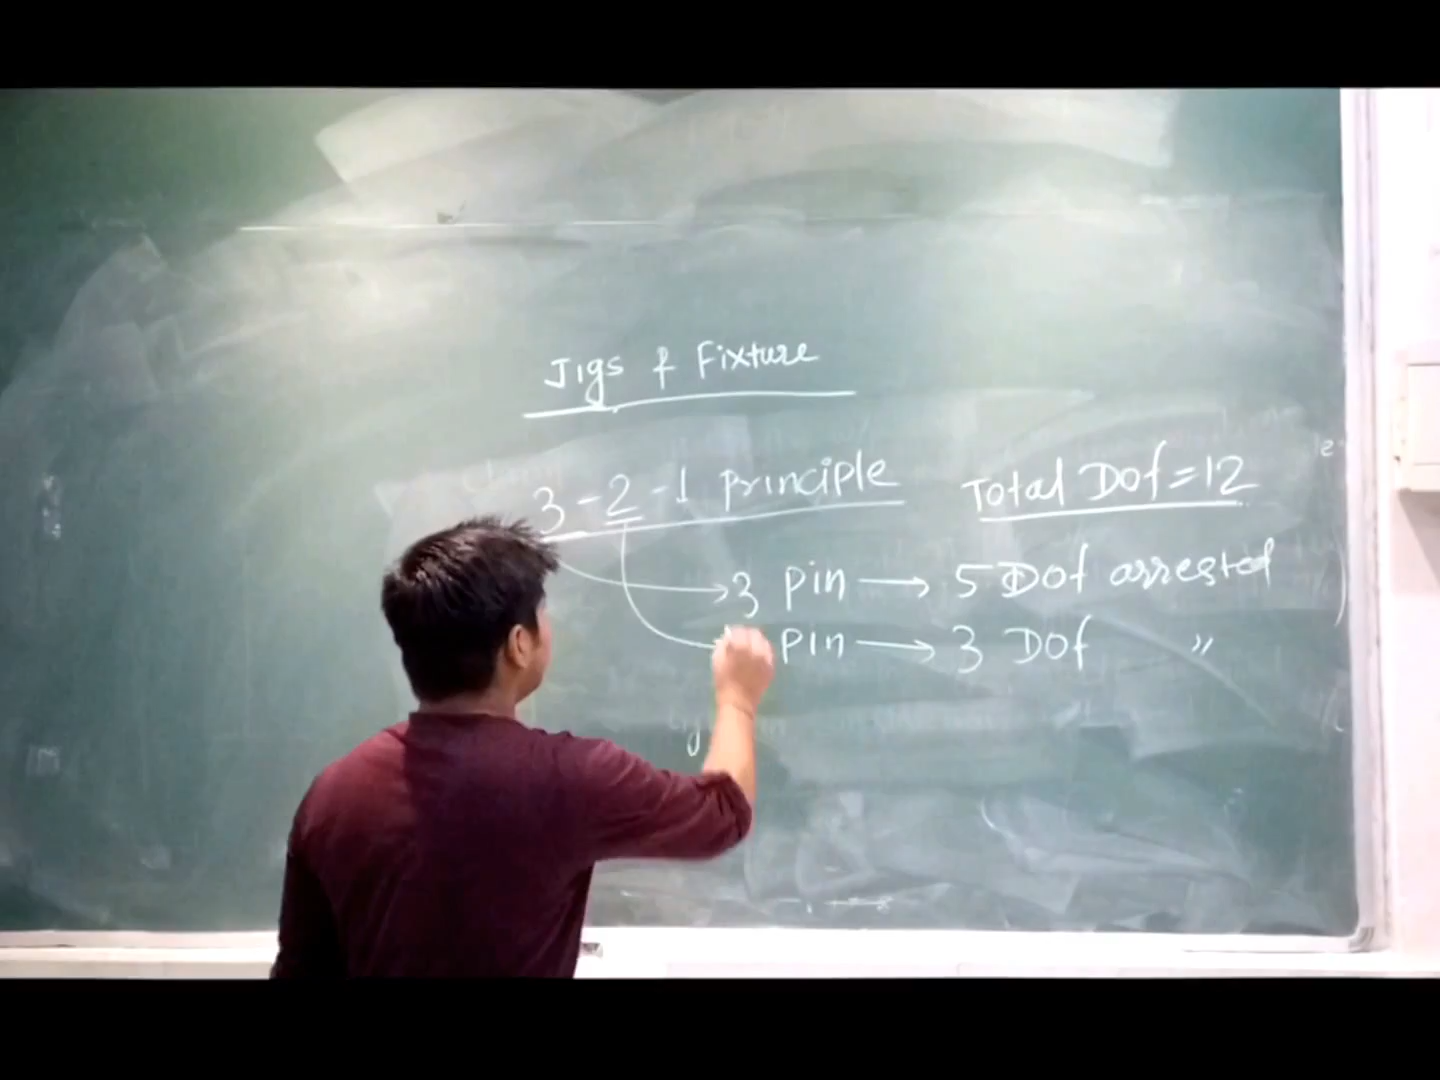 Jigs & Fixture
3-2-1 principle Total Dof=12
3 pin → 5 Dof arrested
pin → 3 Dof "